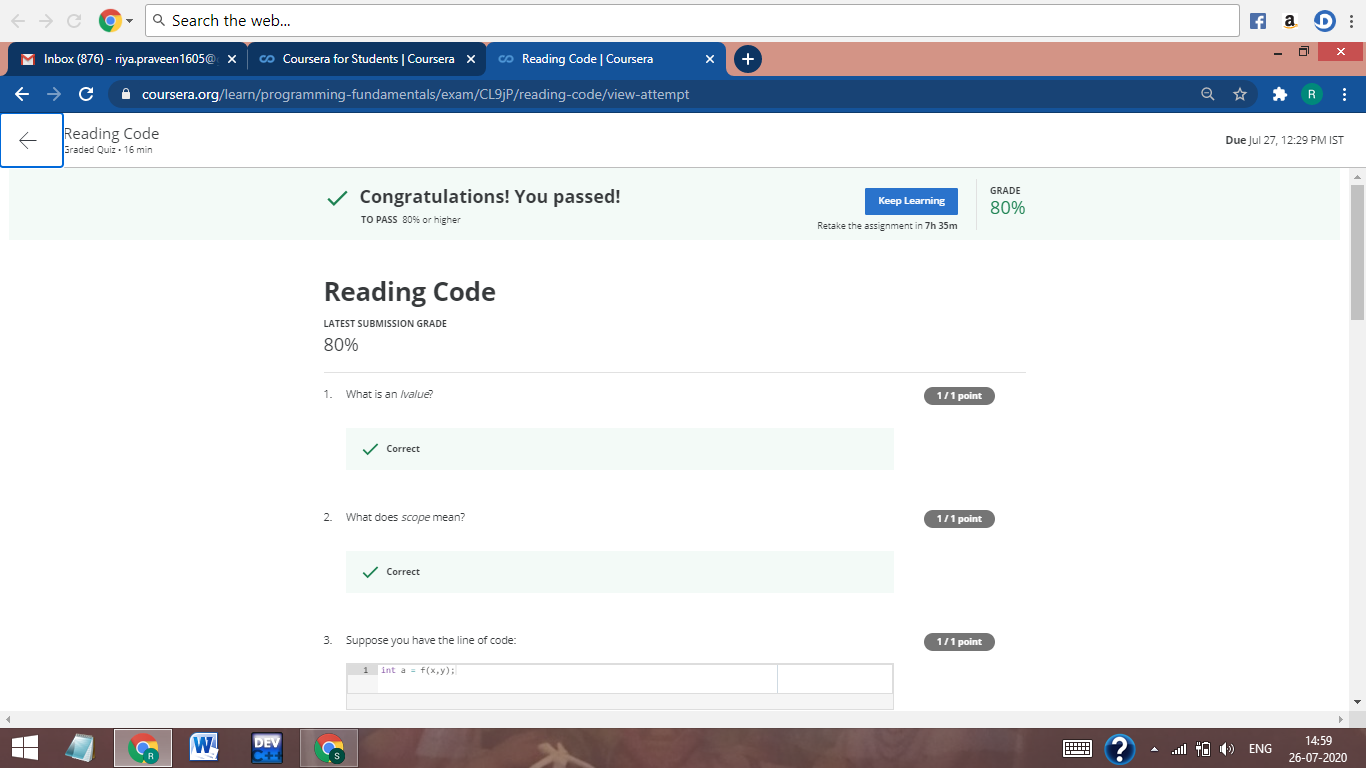 Search the web...
Inbox (876) - riya.praveen1605@
Coursera for Students | Coursera
Reading Code | Coursera
coursera.org/learn/programming-fundamentals/exam/CL9jP/reading-code/view-attempt
R
Reading Code
Graded Quiz • 16 min
Due Jul 27, 12:29 PM IST
Congratulations! You passed!
TO PASS 80% or higher
Keep Learning
Retake the assignment in 7h 35m
GRADE
80%
Reading Code
LATEST SUBMISSION GRADE
80%
1. What is an lvalue?
1 / 1 point
Correct
2. What does scope mean?
1 / 1 point
Correct
3. Suppose you have the line of code:
1 / 1 point
1 int a = f(x,y);
R
W
DEV
C++
S
?
ENG
14:59
26-07-2020